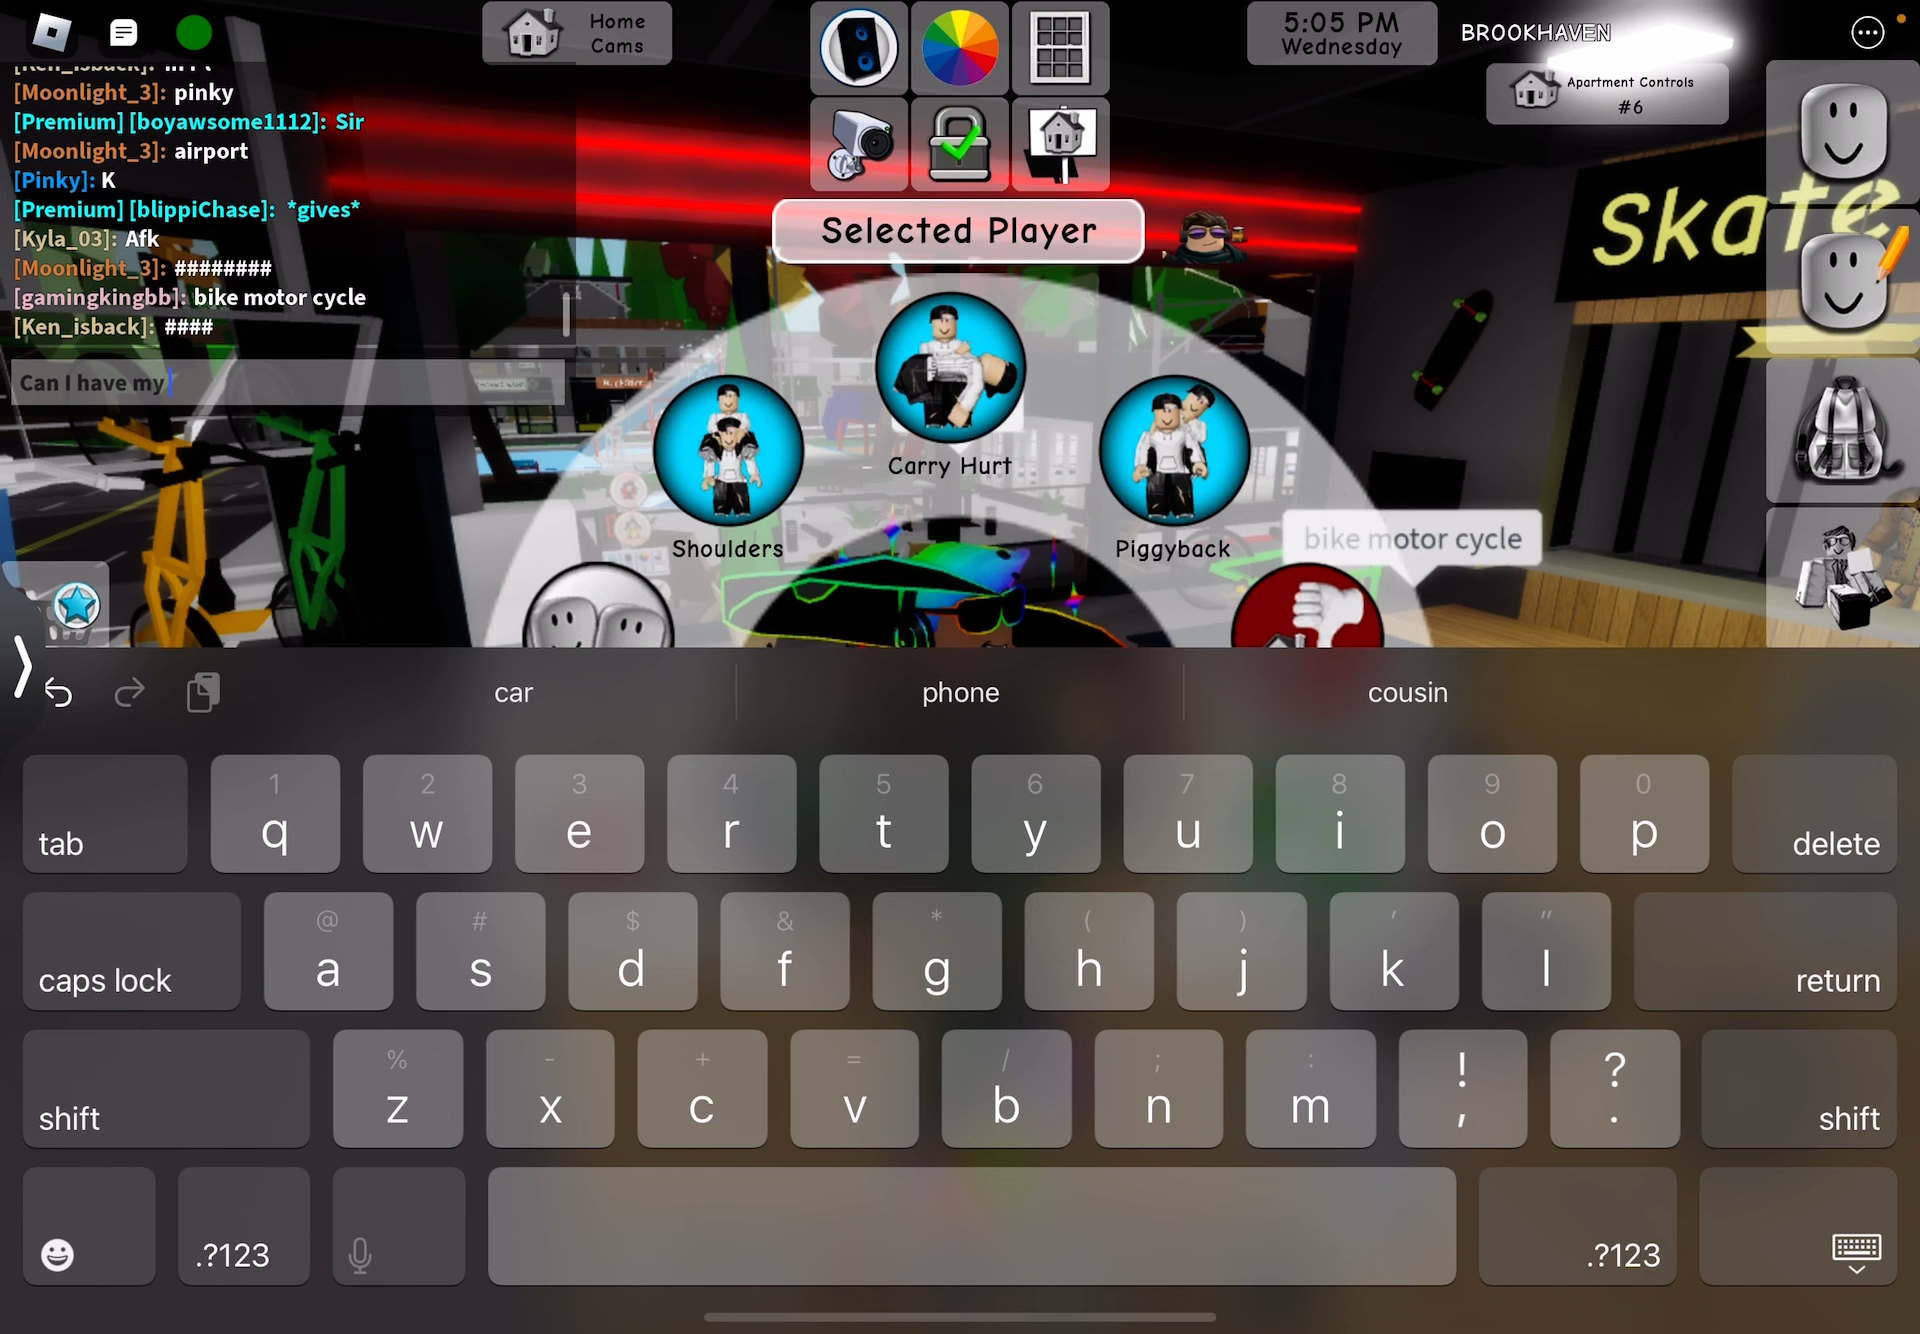 Home
Cams
5:05 PM
Wednesday
BROOKHAVEN
Apartment Controls
#6
[Moonlight_3]: pinky
[Premium] [boyawsome1112]: Sir
[Moonlight_3]: airport
[Pinky]: K
[Premium] [blippiChase]: *gives*
[Kyla_03]: Afk
[Moonlight_3]: ########
[gamingkingbb]: bike motor cycle
[Ken_isback]: ####
Can I have my
Selected Player
Skate
Carry Hurt
Shoulders
Piggyback
bike motor cycle
car phone cousin
1 2 3 4 5 6 7 8 9 0
tab q w e r t y u i o p delete
@ # $ & * ( ) ' "
caps lock a s d f g h j k l return
% - + = / ; : ! ?
shift z x c v b n m , . shift
.?123 .?123